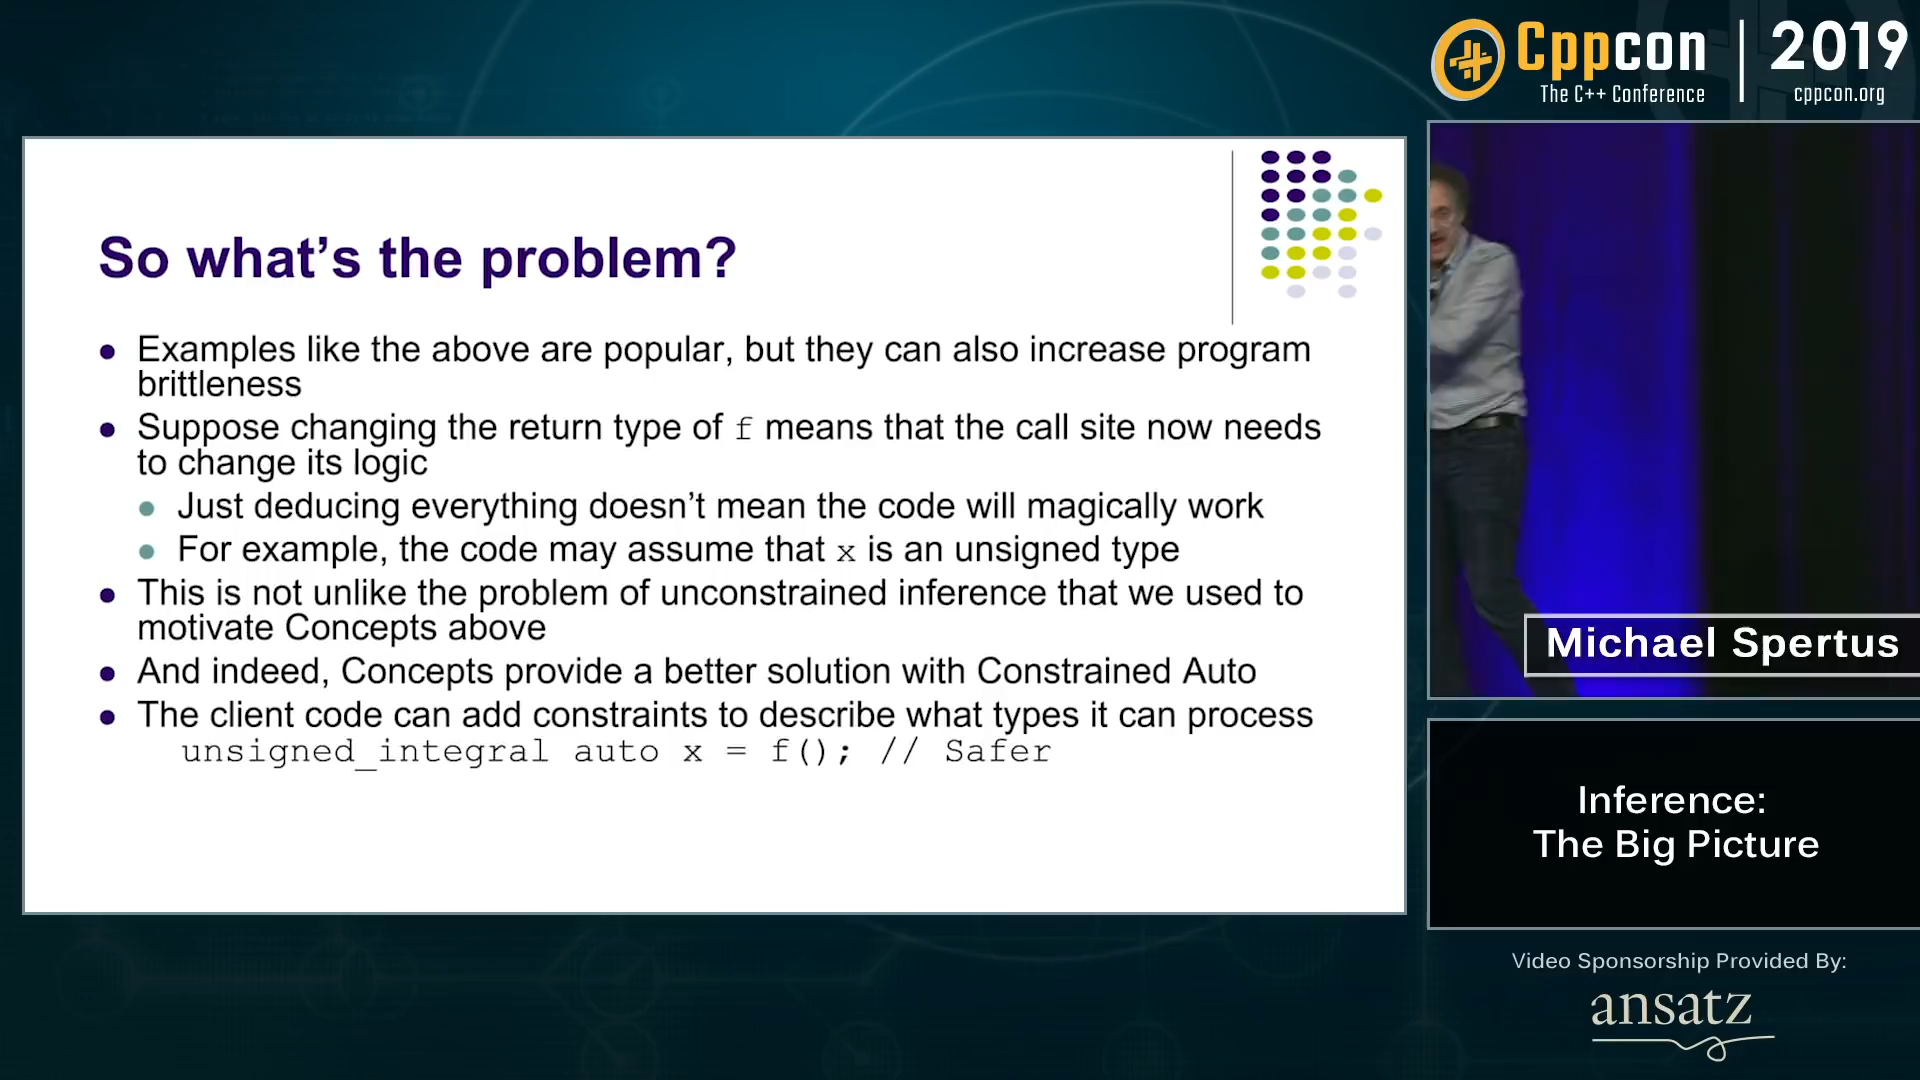 Cppcon
The C++ Conference
2019
cppcon.org
So what’s the problem?
Examples like the above are popular, but they can also increase program
brittleness
Suppose changing the return type of f means that the call site now needs
to change its logic
Just deducing everything doesn’t mean the code will magically work
For example, the code may assume that x is an unsigned type
This is not unlike the problem of unconstrained inference that we used to
motivate Concepts above
And indeed, Concepts provide a better solution with Constrained Auto
The client code can add constraints to describe what types it can process
unsigned_integral auto x = f(); // Safer
Michael Spertus
Inference:
The Big Picture
Video Sponsorship Provided By:
ansatz